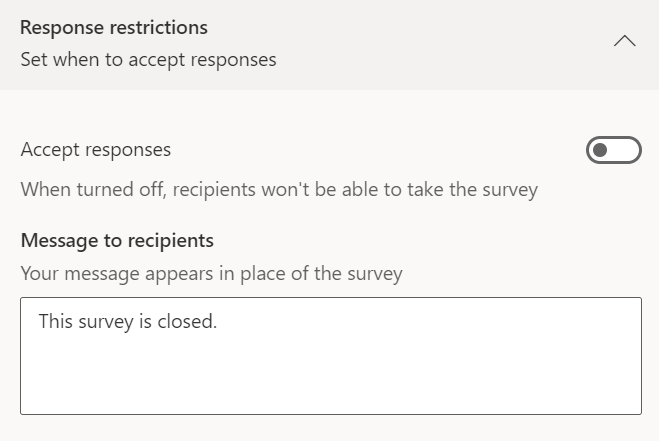 Response restrictions
Set when to accept responses
Accept responses
When turned off, recipients won't be able to take the survey
Message to recipients
Your message appears in place of the survey
This survey is closed.